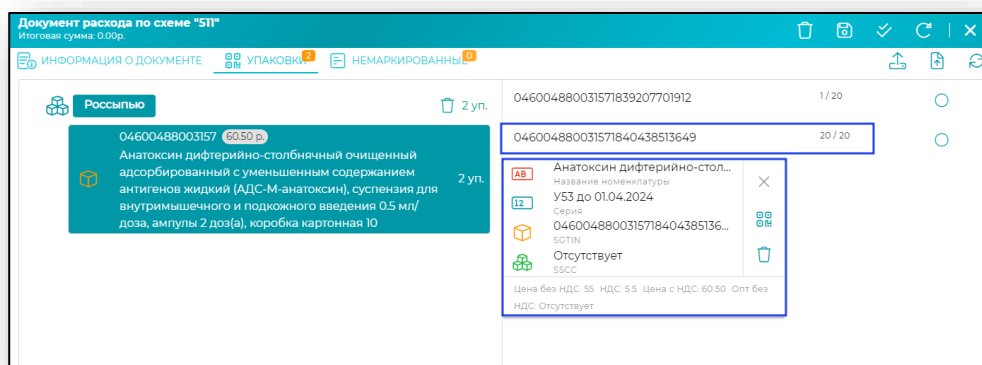 Документ расхода по схеме "511"
Итоговая сумма: 0.00р.
ИНФОРМАЦИЯ О ДОКУМЕНТЕ
УПАКОВКИ 2
НЕМАРКИРОВАННЫЕ 0
Россыпью
2 уп.
04600488003157 60.50 р.
Анатоксин дифтерийно-столбнячный очищенный
адсорбированный с уменьшенным содержанием
антигенов жидкий (АДС-М-анатоксин), суспензия для
внутримышечного и подкожного введения 0.5 мл/
доза, ампулы 2 доз(а), коробка картонная 10
2 уп.
046004880031571839207701912
1 / 20
046004880031571840438513649
20 / 20
AB
Анатоксин дифтерийно-стол...
Название номенклатуры
12
У53 до 01.04.2024
Серия
0460048800315718404385136...
SGTIN
Отсутствует
SSCC
Цена без НДС: 55 НДС: 5.5 Цена с НДС: 60.50 Опт без
НДС: Отсутствует